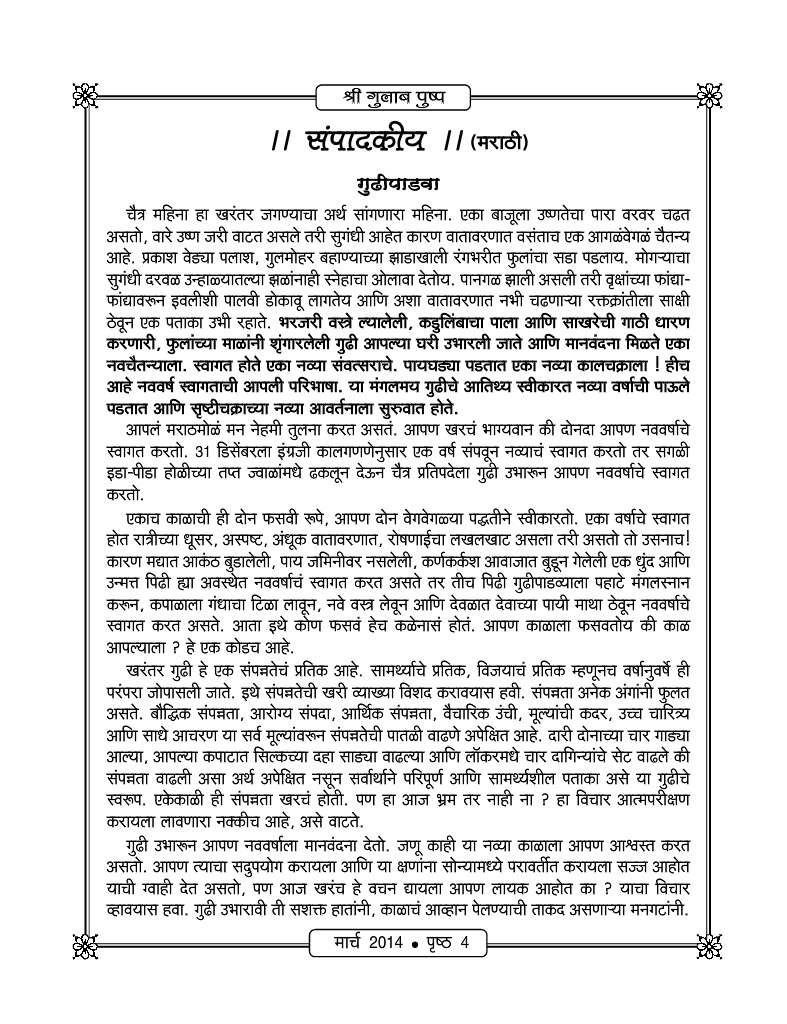 श्री गुलाब पुष्प
।। संपादकीय ।। (मराठी)
गुढीपाडवा
चैत्र महिना हा खरंतर जगण्याचा अर्थ सांगणारा महिना. एका बाजूला उष्णतेचा पारा वरवर चढत
असतो, वारे उष्ण जरी वाटत असले तरी सुगंधी आहेत कारण वातावरणात वसंताच एक आगळंवेगळं चैतन्य
आहे. प्रकाश वेड्या पलाश, गुलमोहर बहाण्याच्या झाडाखाली रंगभरीत फुलांचा सडा पडलाय. मोगऱ्याचा
सुगंधी दरवळ उन्हाळ्यातल्या झळांनाही स्नेहाचा ओलावा देतोय. पानगळ झाली असली तरी वृक्षांच्या फांद्या-
फांद्यावरून इवलीशी पालवी डोकावू लागतेय आणि अशा वातावरणात नभी चढणाऱ्या रक्तक्रांतीला साक्षी
ठेवून एक पताका उभी रहाते. भरजरी वस्त्रे ल्यालेली, कडुलिंबाचा पाला आणि साखरेची गाठी धारण
करणारी, फुलांच्या माळांनी शृंगारलेली गुढी आपल्या घरी उभारली जाते आणि मानवंदना मिळते एका
नवचैतन्याला. स्वागत होते एका नव्या संवत्सराचे. पायघड्या पडतात एका नव्या कालचक्राला ! हीच
आहे नववर्ष स्वागताची आपली परिभाषा. या मंगलमय गुढीचे आतिथ्य स्वीकारत नव्या वर्षाची पाऊले
पडतात आणि सृष्टीचक्राच्या नव्या आवर्तनाला सुरुवात होते.
आपलं मराठमोळं मन नेहमी तुलना करत असतं. आपण खरचं भाग्यवान की दोनदा आपण नववर्षाचे
स्वागत करतो. 31 डिसेंबरला इंग्रजी कालगणणेनुसार एक वर्ष संपवून नव्याचं स्वागत करतो तर सगळी
इडा-पीडा होळीच्या तप्त ज्वाळांमधे ढकलून देऊन चैत्र प्रतिपदेला गुढी उभारून आपण नववर्षाचे स्वागत
करतो.
एकाच काळाची ही दोन फसवी रूपे, आपण दोन वेगवेगळ्या पद्धतीने स्वीकारतो. एका वर्षाचे स्वागत
होत रात्रीच्या धूसर, अस्पष्ट, अंधूक वातावरणात, रोषणाईचा लखलखाट असला तरी असतो तो उसनाच!
कारण मद्यात आकंठ बुडालेली, पाय जमिनीवर नसलेली, कर्णकर्कश आवाजात बुडून गेलेली एक धुंद आणि
उन्मत्त पिढी ह्या अवस्थेत नववर्षाचं स्वागत करत असते तर तीच पिढी गुढीपाडव्याला पहाटे मंगलस्नान
करून, कपाळाला गंधाचा टिळा लावून, नवे वस्त्र लेवून आणि देवळात देवाच्या पायी माथा ठेवून नववर्षाचे
स्वागत करत असते. आता इथे कोण फसवं हेच कळेनासं होतं. आपण काळाला फसवतोय की काळ
आपल्याला ? हे एक कोडच आहे.
खरंतर गुढी हे एक संपन्नतेचं प्रतिक आहे. सामर्थ्याचे प्रतिक, विजयाचं प्रतिक म्हणूनच वर्षानुवर्षे ही
परंपरा जोपासली जाते. इथे संपन्नतेची खरी व्याख्या विशद करावयास हवी. संपन्नता अनेक अंगांनी फुलत
असते. बौद्धिक संपन्नता, आरोग्य संपदा, आर्थिक संपन्नता, वैचारिक उंची, मूल्यांची कदर, उच्च चारित्र्य
आणि साधे आचरण या सर्व मूल्यांवरून संपन्नतेची पातळी वाढणे अपेक्षित आहे. दारी दोनाच्या चार गाड्या
आल्या, आपल्या कपाटात सिल्कच्या दहा साड्या वाढल्या आणि लॉकरमधे चार दागिन्यांचे सेट वाढले की
संपन्नता वाढली असा अर्थ अपेक्षित नसून सर्वार्थाने परिपूर्ण आणि सामर्थ्यशील पताका असे या गुढीचे
स्वरूप. एकेकाळी ही संपन्नता खरचं होती. पण हा आज भ्रम तर नाही ना ? हा विचार आत्मपरीक्षण
करायला लावणारा नक्कीच आहे, असे वाटते.
गुढी उभारून आपण नववर्षाला मानवंदना देतो. जणू काही या नव्या काळाला आपण आश्वस्त करत
असतो. आपण त्याचा सदुपयोग करायला आणि या क्षणांना सोन्यामध्ये परावर्तीत करायला सज्ज आहोत
याची ग्वाही देत असतो, पण आज खरंच हे वचन द्यायला आपण लायक आहोत का ? याचा विचार
व्हावयास हवा. गुढी उभारावी ती सशक्त हातांनी, काळाचं आव्हान पेलण्याची ताकद असणाऱ्या मनगटांनी.
मार्च 2014 ● पृष्ठ 4